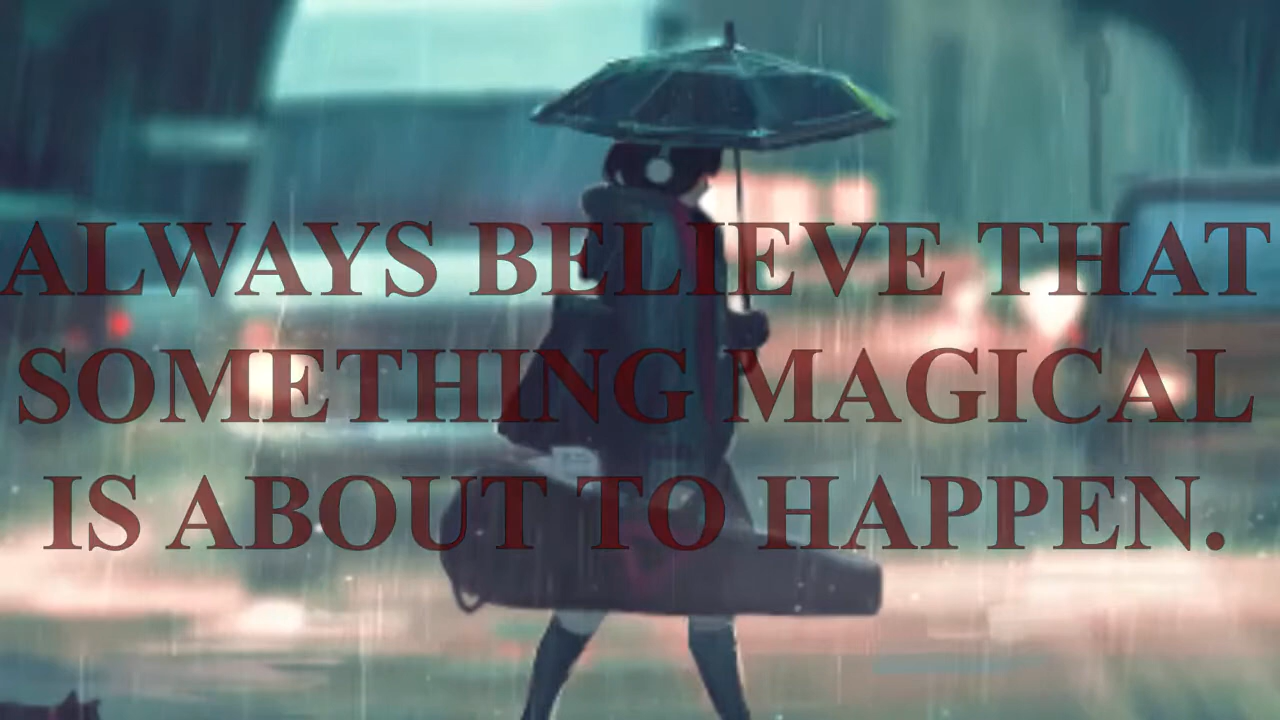 ALWAYS BELIEVE THAT
SOMETHING MAGICAL
IS ABOUT TO HAPPEN.